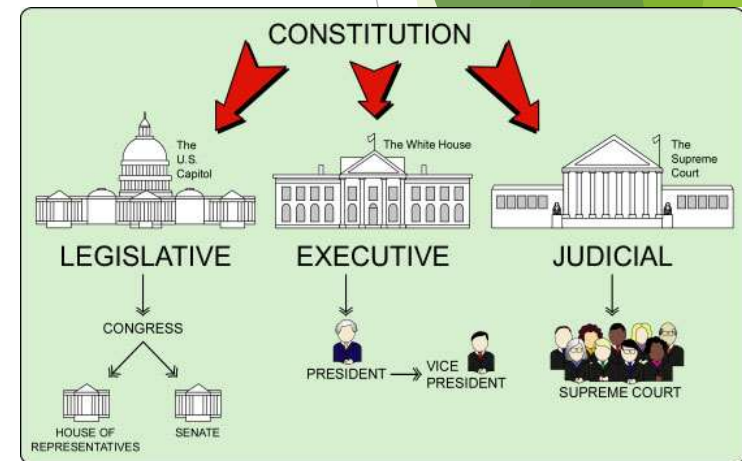 CONSTITUTION
The
U.S.
Capitol
The White House
The
Supreme
Court
LEGISLATIVE
EXECUTIVE
JUDICIAL
CONGRESS
HOUSE OF
REPRESENTATIVES
SENATE
PRESIDENT
VICE
PRESIDENT
SUPREME COURT